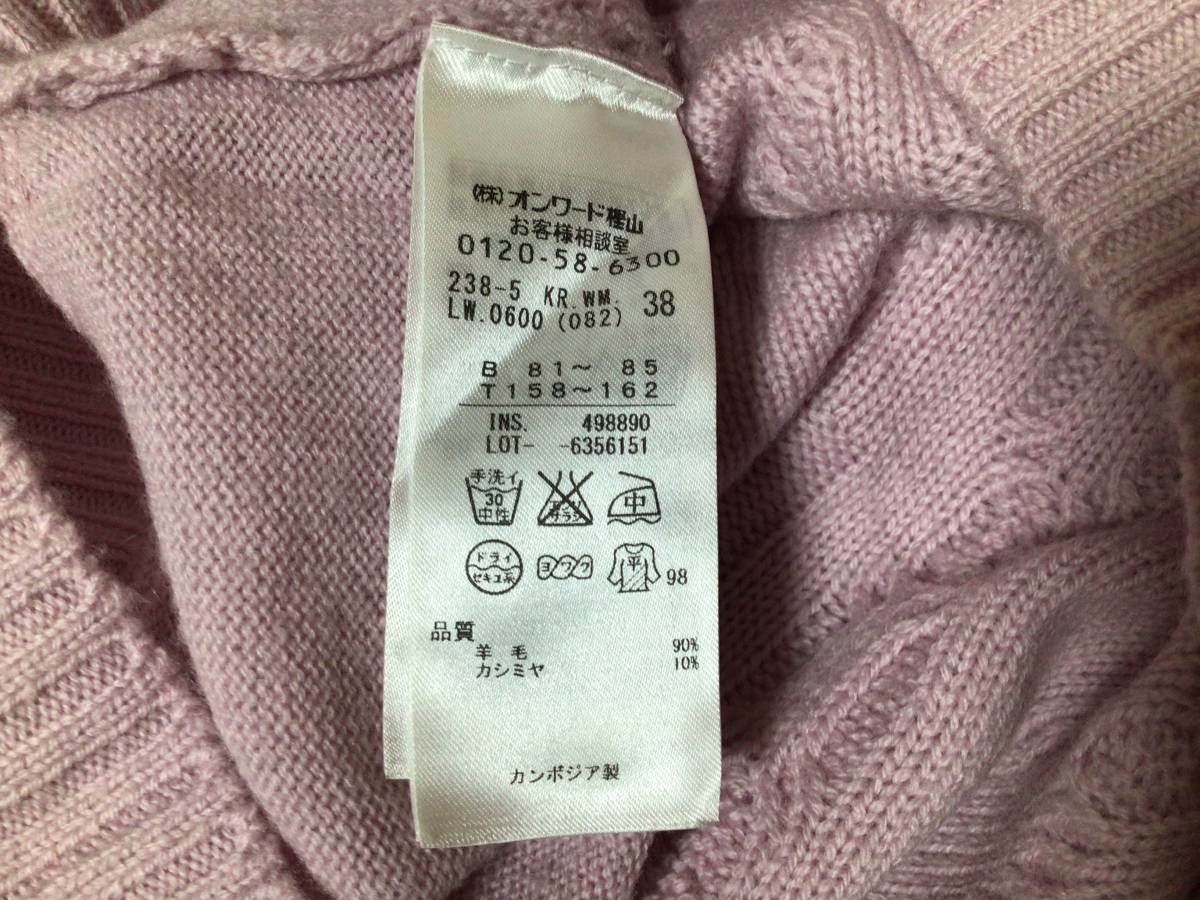 (株)オンワード樫山
お客様相談室
0120-58-6300
238-5 KR.WM. 38
LW.0600 (082)
B 81～ 85
T158～162
INS. 498890
LOT- -6356151
手洗イ
30
中性
中
ドライ
セキユ系
ヨワク
平
98
品質
羊毛 90%
カシミヤ 10%
カンボジア製